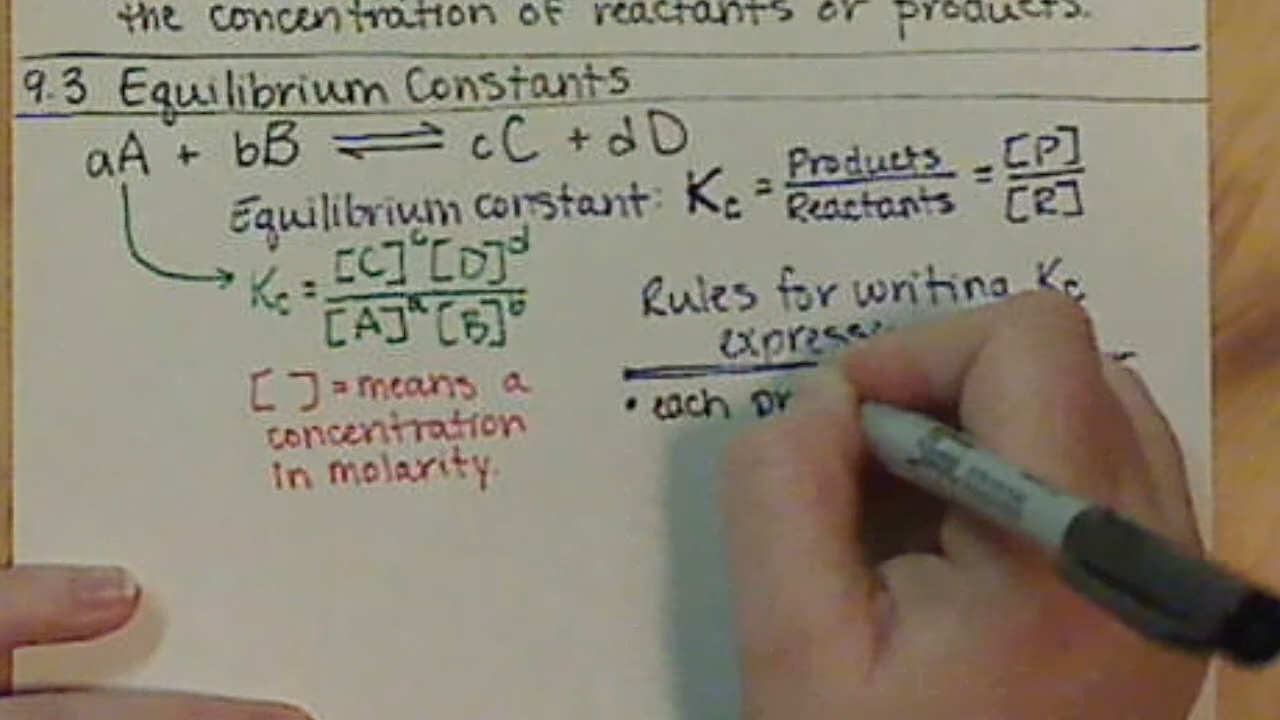 the concentration of reactants or products.
9.3 Equilibrium Constants
aA + bB ⇌ cC + dD
Equilibrium constant: Kc = Products/Reactants = [P]/[R]
Kc = [C]^c [D]^d / [A]^a [B]^b
[ ] = means a
concentration
in molarity.
Rules for writing Kc
• each